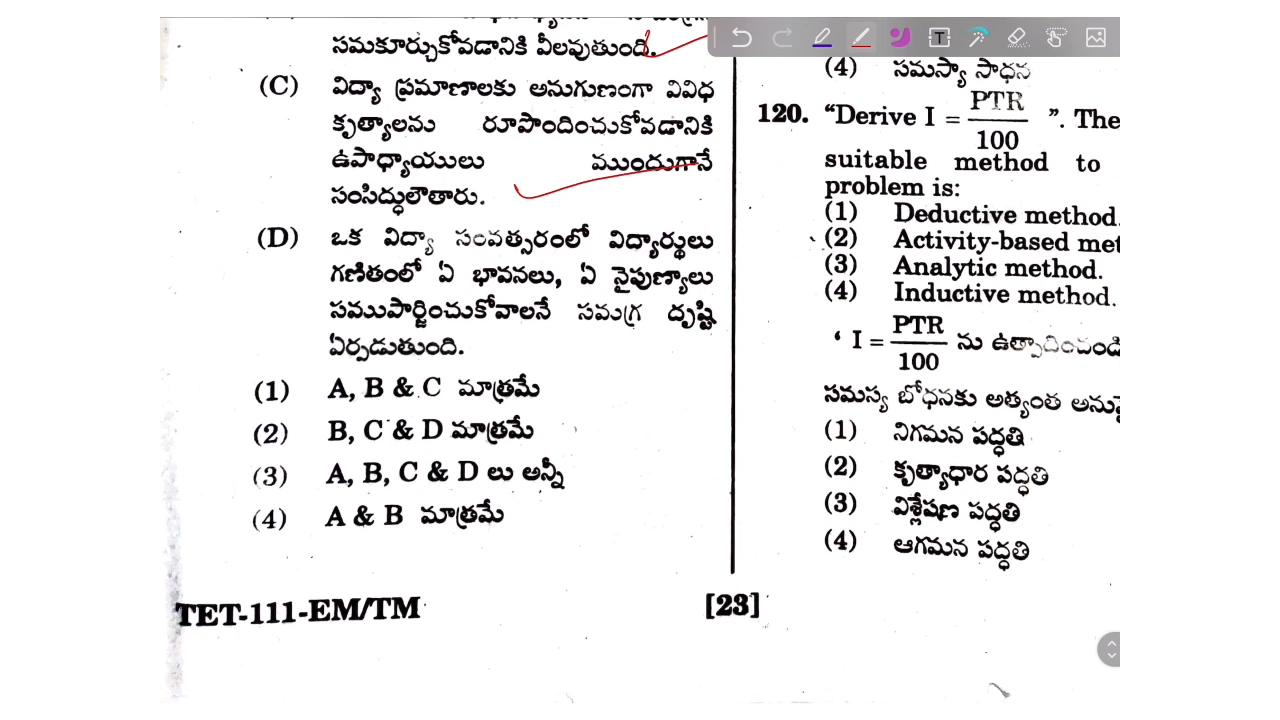 సమకూర్చుకోవడానికి వీలవుతుంది.
(C) విద్యా ప్రమాణాలకు అనుగుణంగా వివిధ
కృత్యాలను రూపొందించుకోవడానికి
ఉపాధ్యాయులు ముందుగానే
సంసిద్ధులౌతారు.
(D) ఒక విద్యా సంవత్సరంలో విద్యార్థులు
గణితంలో ఏ భావనలు, ఏ నైపుణ్యాలు
సముపార్జించుకోవాలనే సమగ్ర దృష్టి
ఏర్పడుతుంది.
(1) A, B & C మాత్రమే
(2) B, C & D మాత్రమే
(3) A, B, C & D లు అన్నీ
(4) A & B మాత్రమే
(4) సమస్యా సాధన
120. “Derive I = PTR/100 ”. The
suitable method to
problem is:
(1) Deductive method.
(2) Activity-based met
(3) Analytic method.
(4) Inductive method.
‘ I = PTR/100 ను ఉత్పాదించండి
సమస్య బోధనకు అత్యంత
(1) నిగమన పద్ధతి
(2) కృత్యాధార పద్ధతి
(3) విశ్లేషణ పద్ధతి
(4) ఆగమన పద్ధతి
TET-111-EM/TM [23]